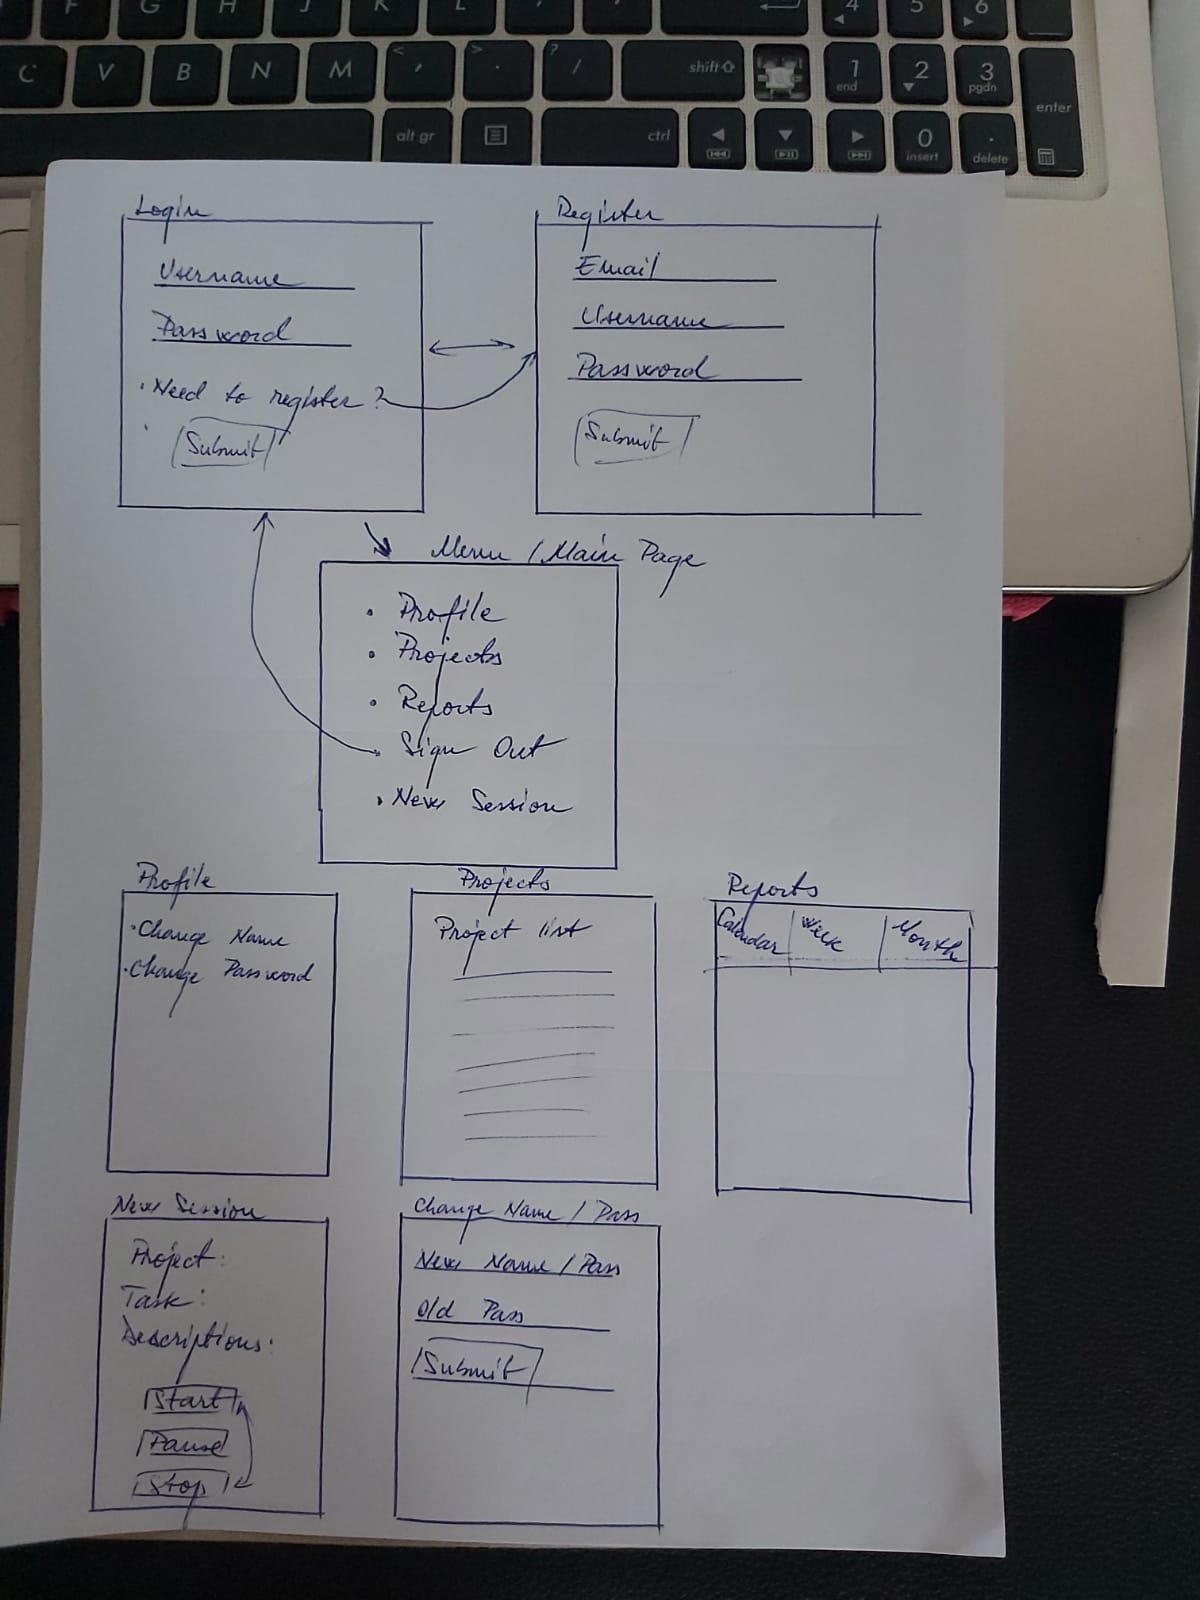 F G H J K L 4 5 6
C V B N M < , > . ? / shift 1 end 2 3 pgdn
alt gr ctrl 0 insert . delete enter
Login
Username
Password
• Need to register?
Submit
Register
Email
Username
Password
Submit
Menu / Main Page
• Profile
• Projects
• Reports
• Sign Out
• New Session
Profile
• Change Name
• Change Password
Projects
Project list
Reports
Calendar Week Month
New Session
Project:
Task:
Descriptions:
Start
Pause
Stop
Change Name / Pass
New Name / Pass
Old Pass
Submit